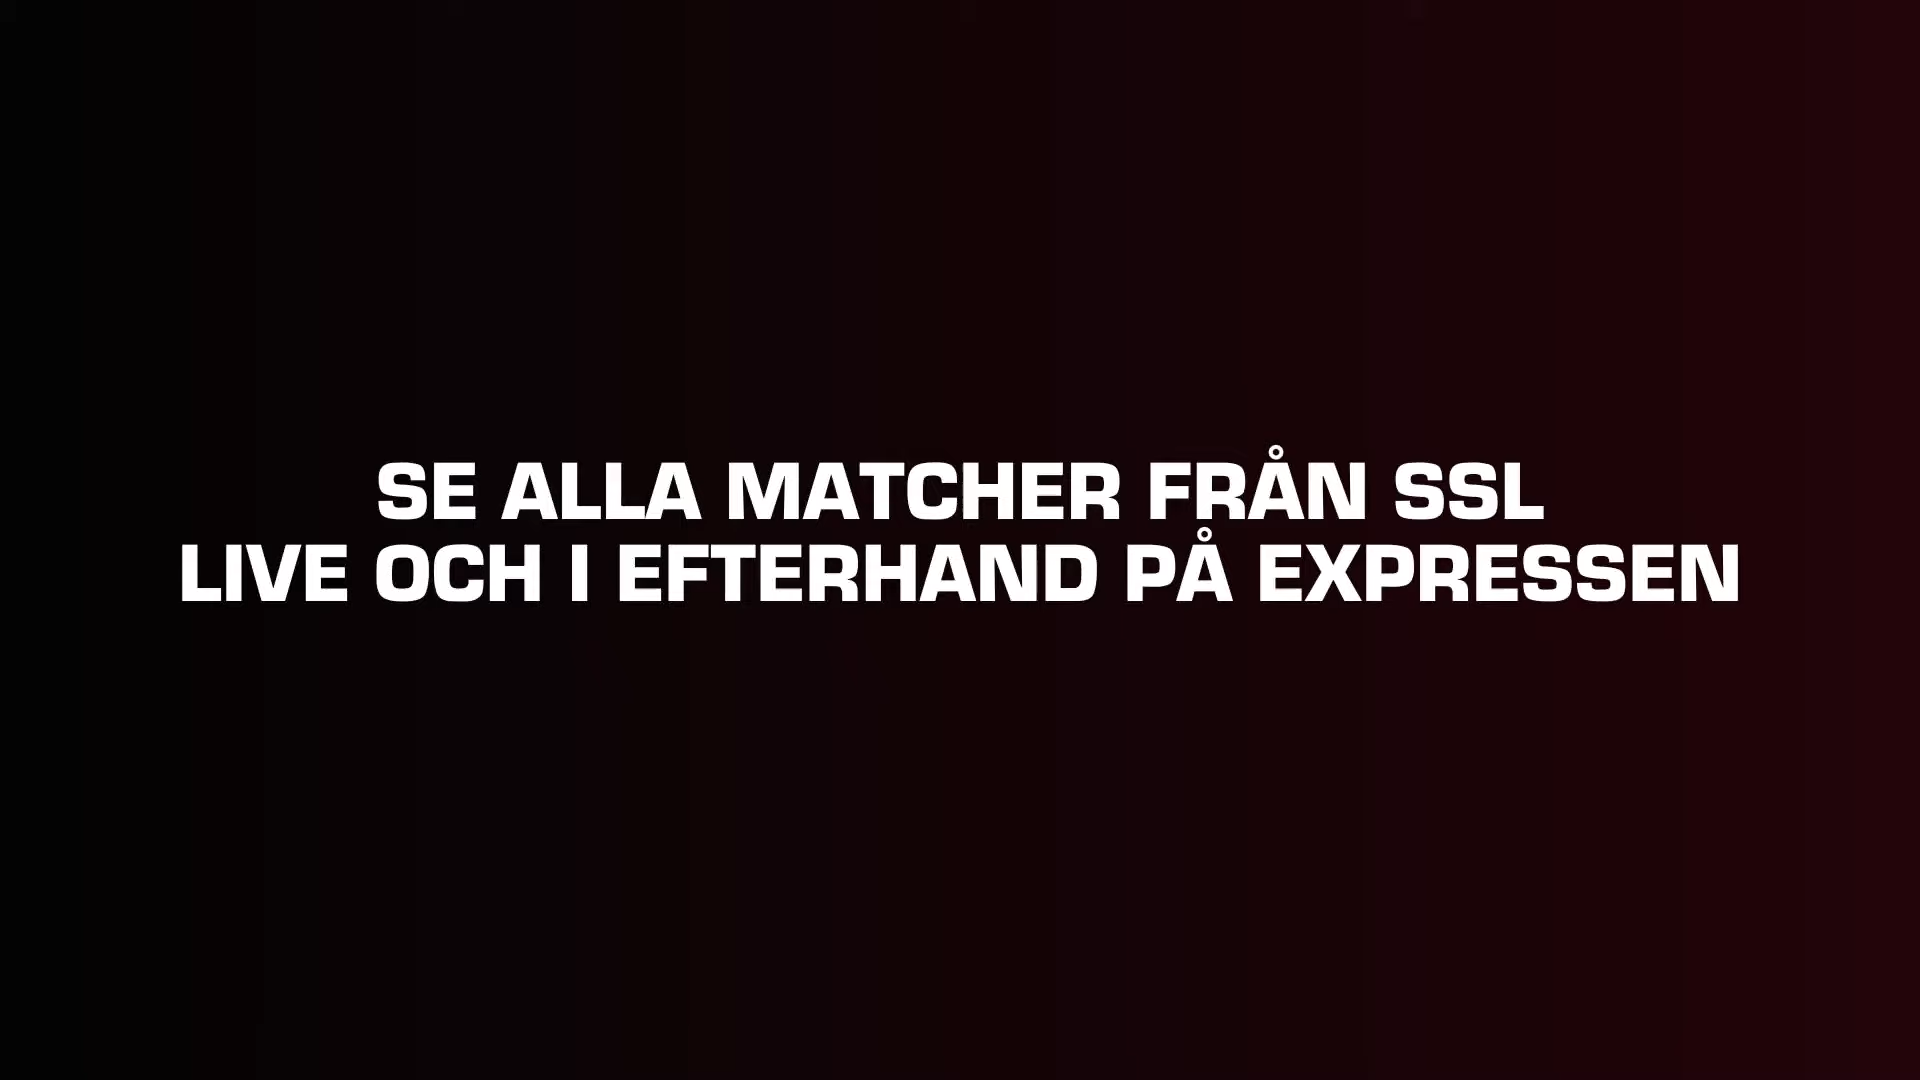 SE ALLA MATCHER FRÅN SSL
LIVE OCH I EFTERHAND PÅ EXPRESSEN